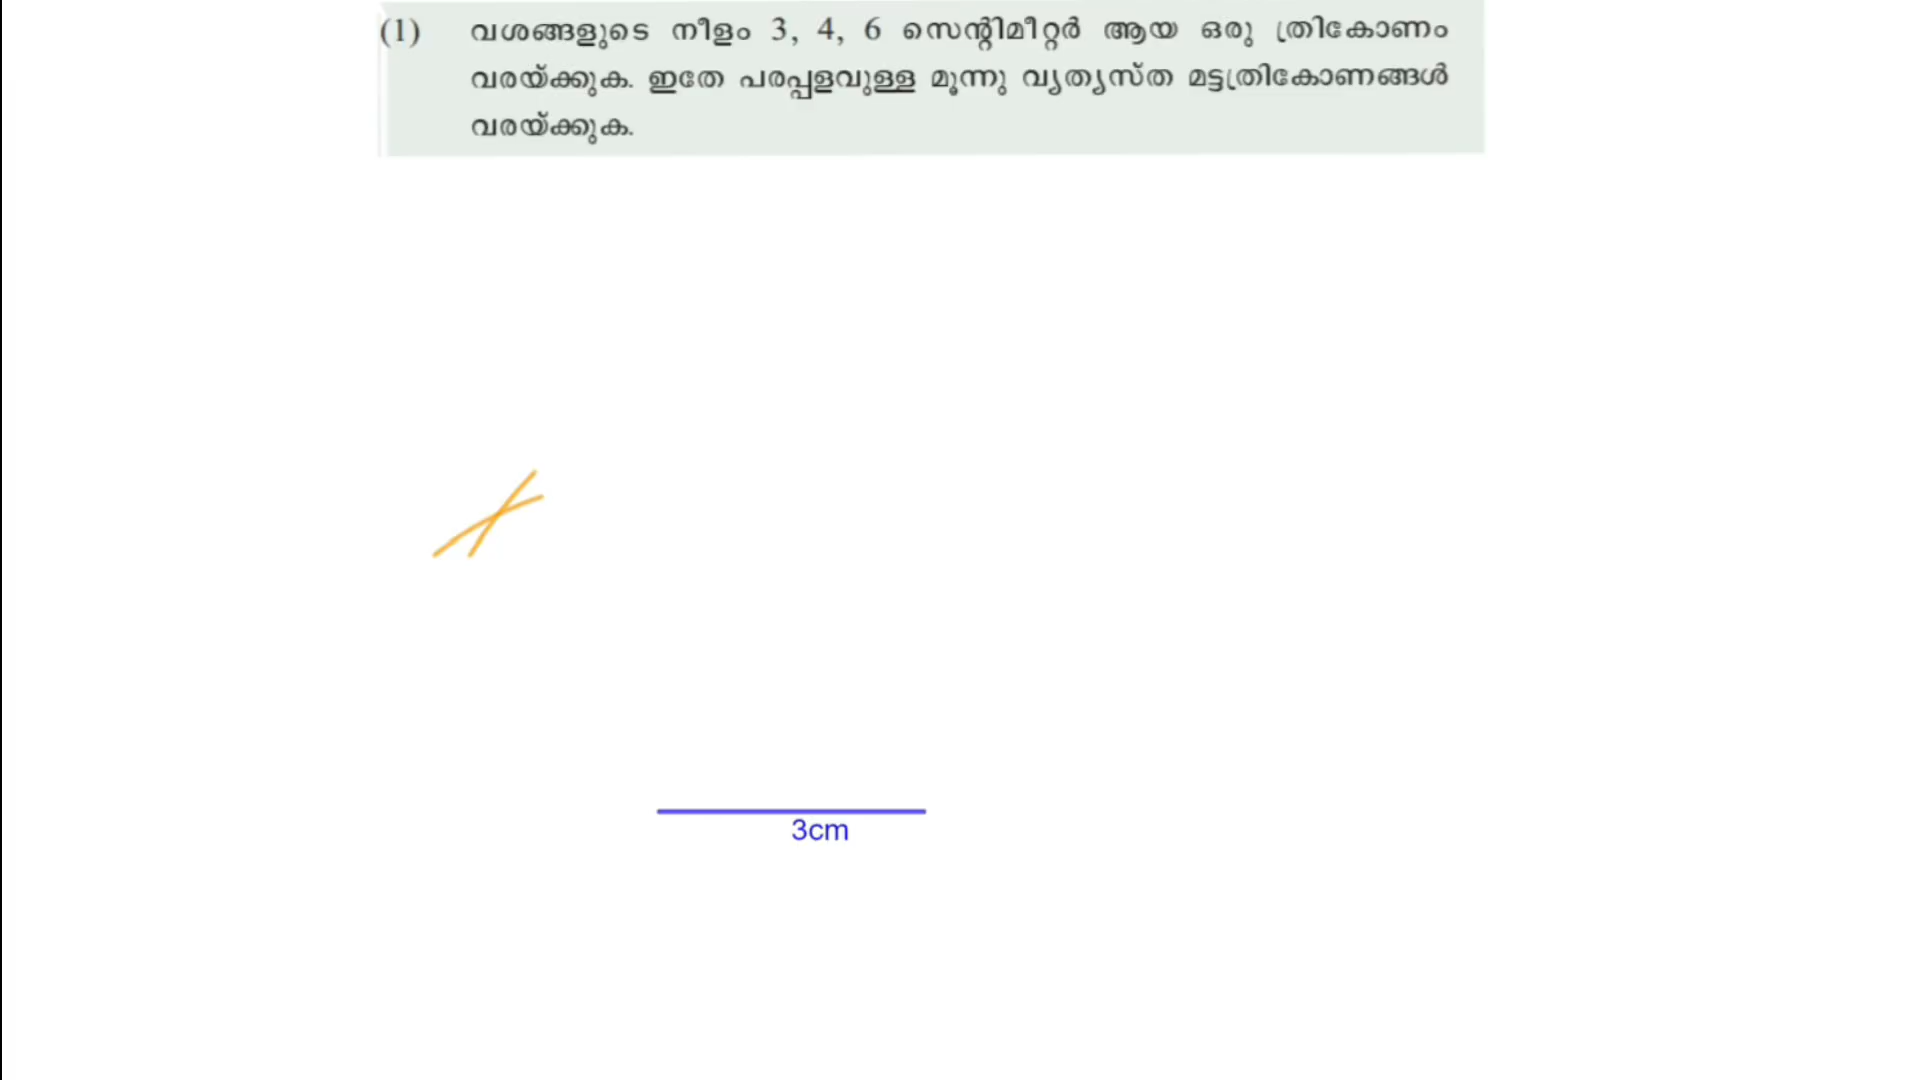 (1) വശങ്ങളുടെ നീളം 3, 4, 6 സെന്റിമീറ്റർ ആയ ഒരു ത്രികോണം
വരയ്ക്കുക. ഇതേ പരപ്പളവുള്ള മൂന്നു വ്യത്യസ്ത മട്ടത്രികോണങ്ങൾ
വരയ്ക്കുക.
3cm